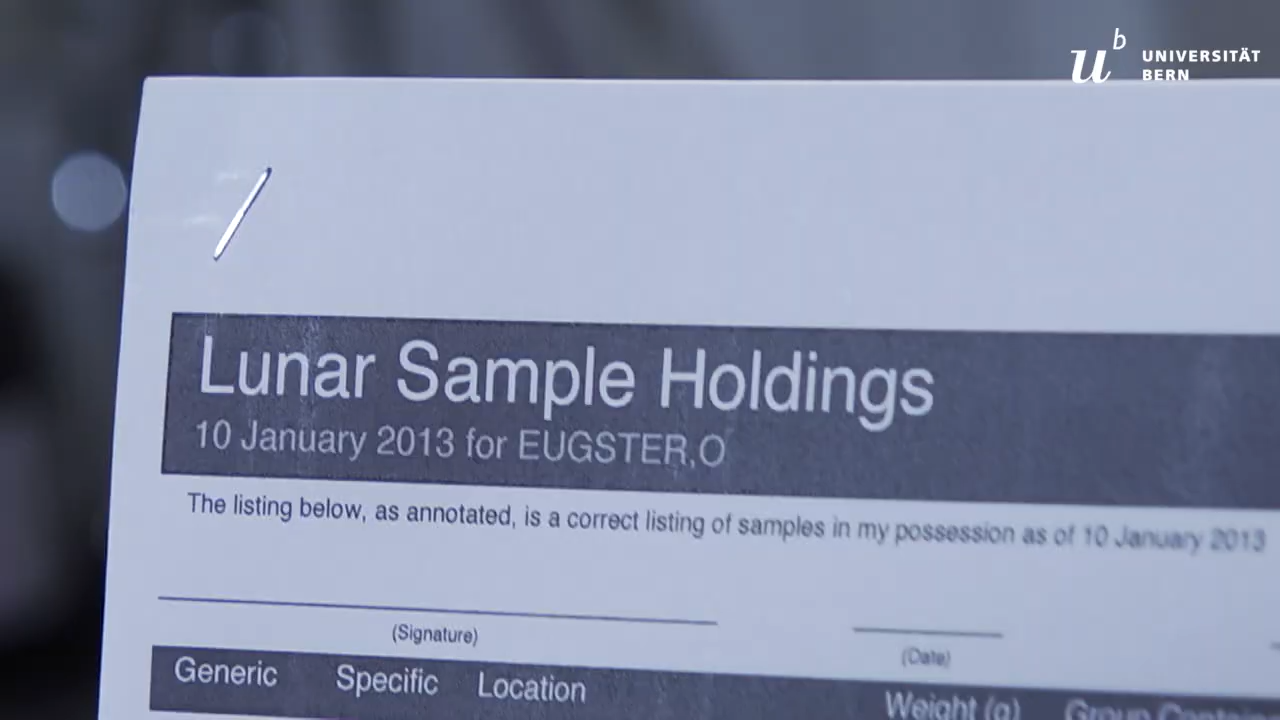 u b UNIVERSITÄT
BERN
Lunar Sample Holdings
10 January 2013 for EUGSTER,O
The listing below, as annotated, is a correct listing of samples in my possession as of 10 January 2013
(Signature) (Date)
Generic Specific Location Weight (g) Group